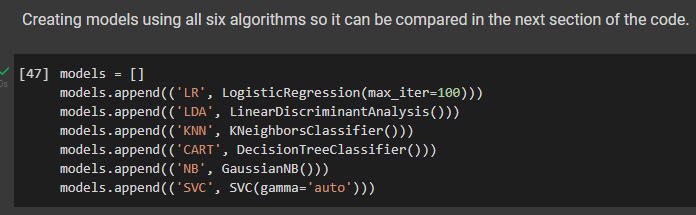 Creating models using all six algorithms so it can be compared in the next section of the code.
[47] models = []
models.append(('LR', LogisticRegression(max_iter=100)))
models.append(('LDA', LinearDiscriminantAnalysis()))
models.append(('KNN', KNeighborsClassifier()))
models.append(('CART', DecisionTreeClassifier()))
models.append(('NB', GaussianNB()))
models.append(('SVC', SVC(gamma='auto')))